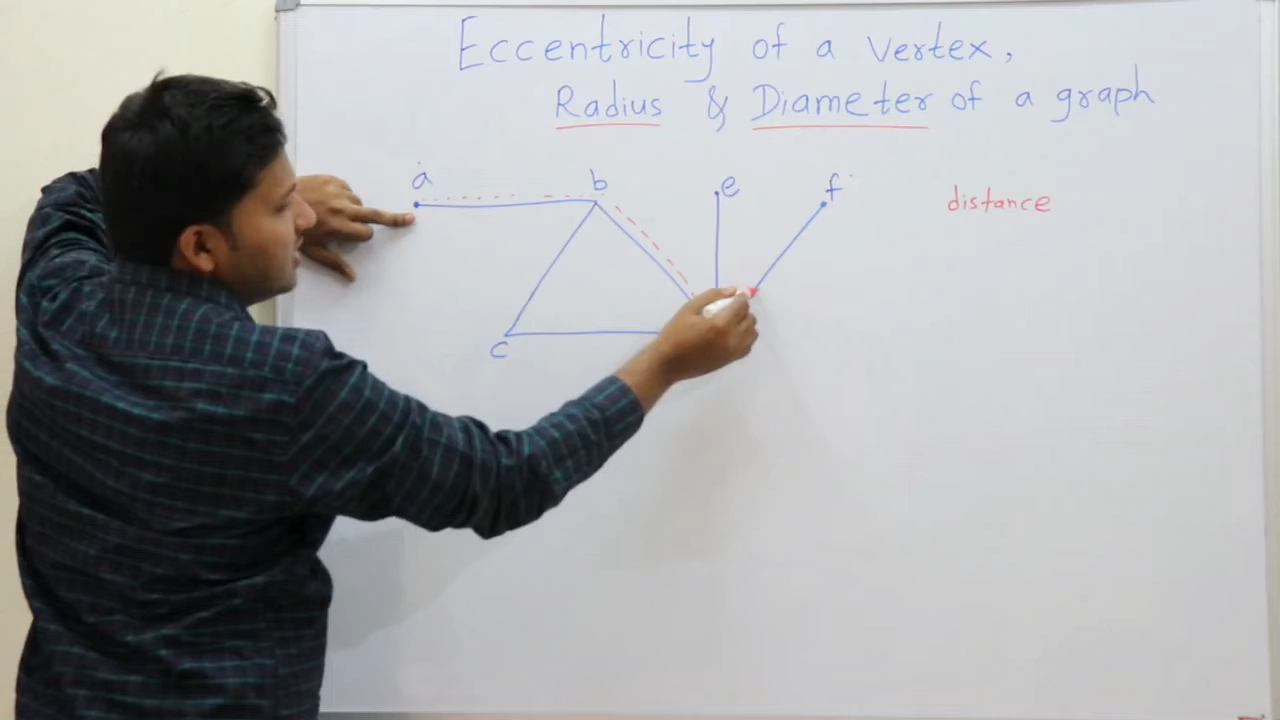 Eccentricity of a vertex,
Radius & Diameter of a graph
a b e f distance
c